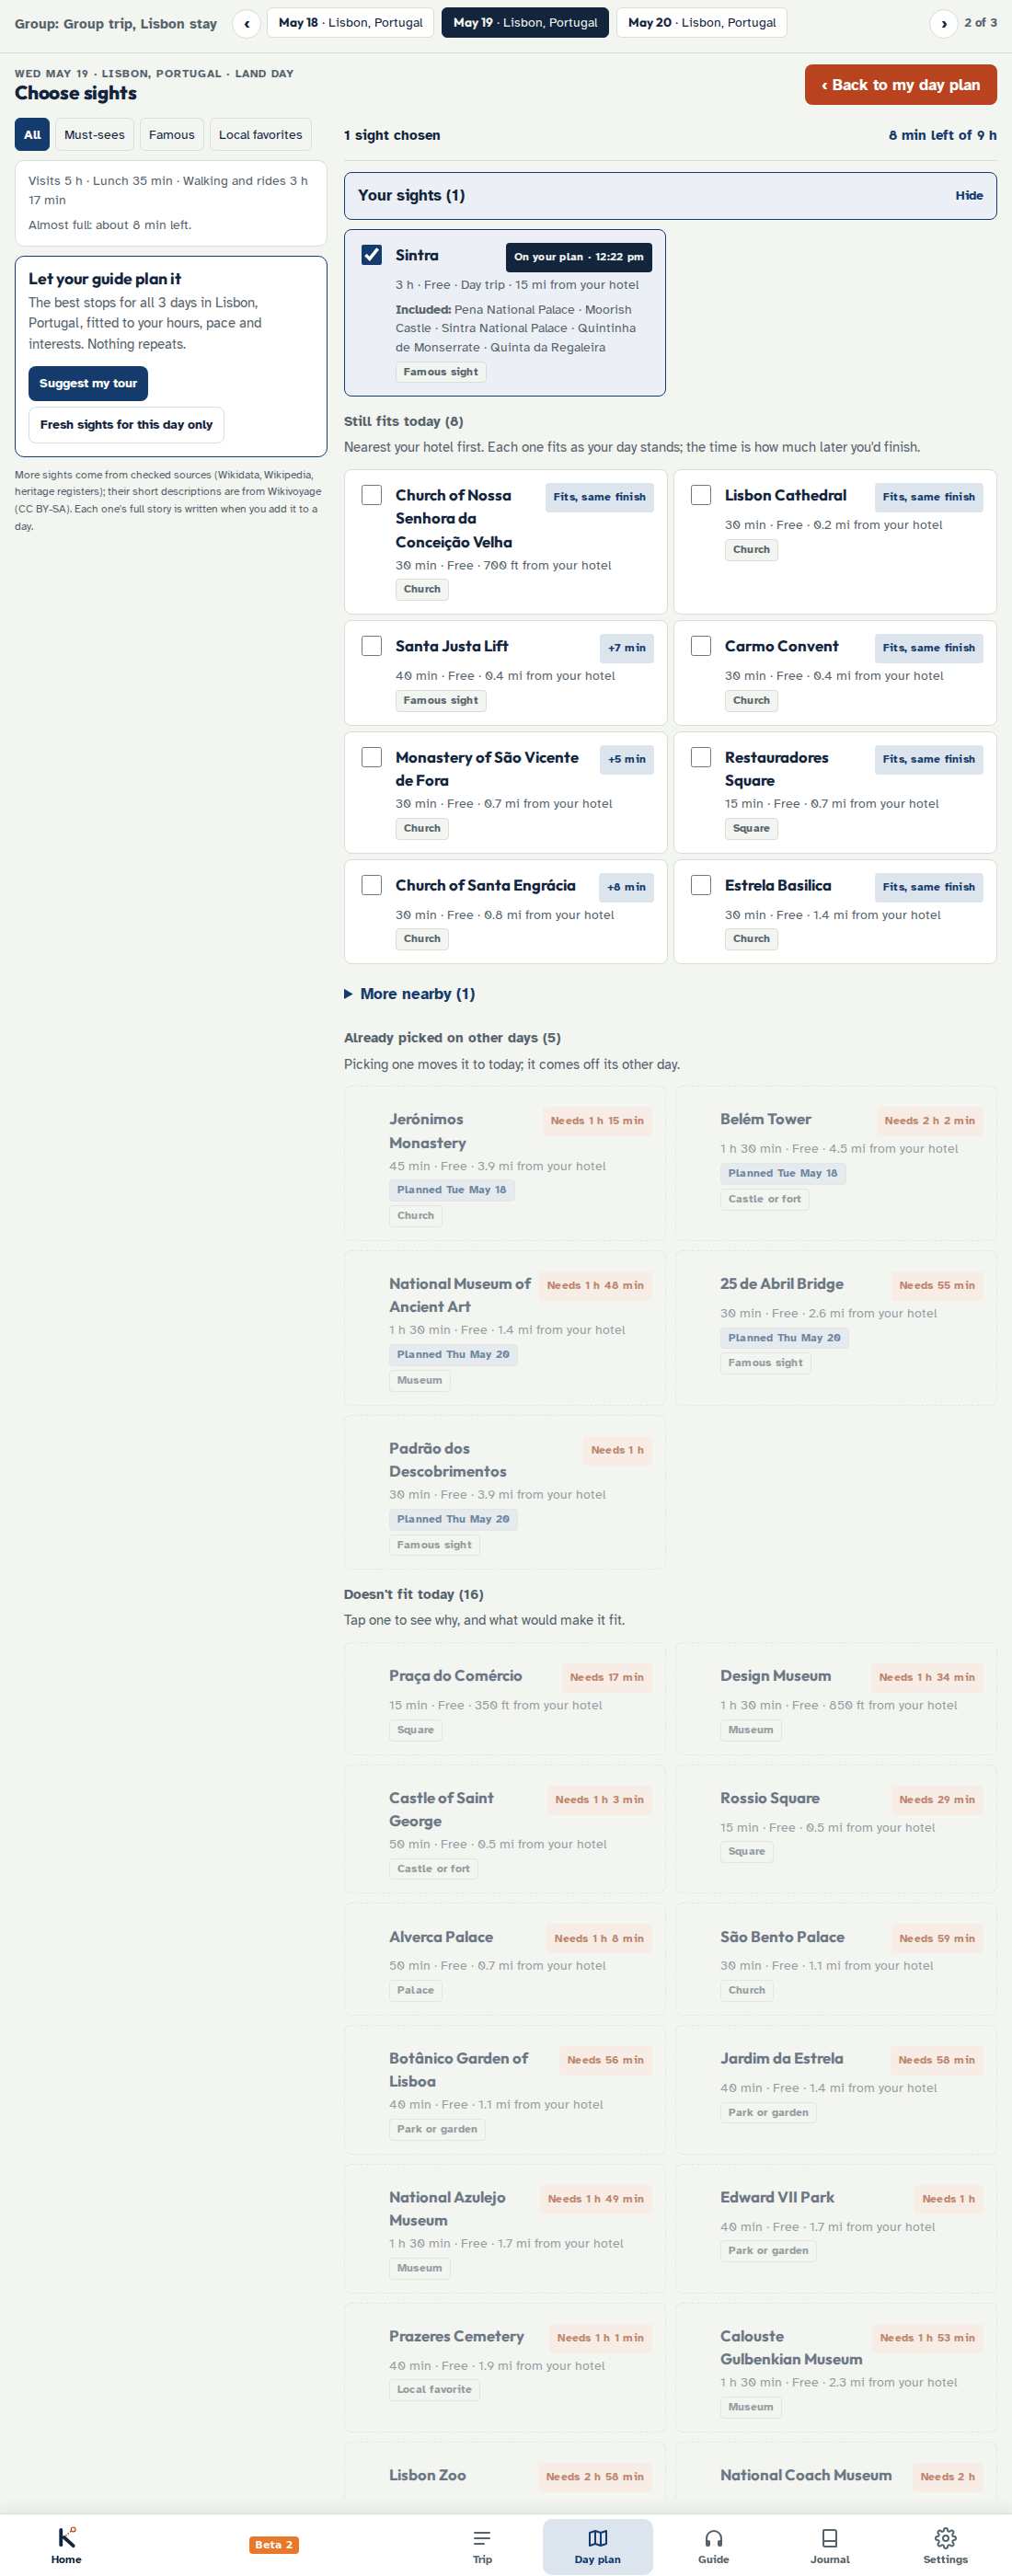 Group: Group trip, Lisbon stay
‹
May 18 · Lisbon, Portugal
May 19 · Lisbon, Portugal
May 20 · Lisbon, Portugal
›
2 of 3
WED MAY 19 · LISBON, PORTUGAL · LAND DAY
Choose sights
‹ Back to my day plan
All
Must-sees
Famous
Local favorites
Visits 5 h · Lunch 35 min · Walking and rides 3 h
17 min
Almost full: about 8 min left.
Let your guide plan it
The best stops for all 3 days in Lisbon,
Portugal, fitted to your hours, pace and
interests. Nothing repeats.
Suggest my tour
Fresh sights for this day only
More sights come from checked sources (Wikidata, Wikipedia,
heritage registers); their short descriptions are from Wikivoyage
(CC BY-SA). Each one's full story is written when you add it to a
day.
1 sight chosen
8 min left of 9 h
Your sights (1)
Hide
Sintra
On your plan · 12:22 pm
3 h · Free · Day trip · 15 mi from your hotel
Included: Pena National Palace · Moorish
Castle · Sintra National Palace · Quintinha
de Monserrate · Quinta da Regaleira
Famous sight
Still fits today (8)
Nearest your hotel first. Each one fits as your day stands; the time is how much later you'd finish.
Church of Nossa
Senhora da
Conceição Velha
Fits, same finish
30 min · Free · 700 ft from your hotel
Church
Lisbon Cathedral
Fits, same finish
30 min · Free · 0.2 mi from your hotel
Church
Santa Justa Lift
+7 min
40 min · Free · 0.4 mi from your hotel
Famous sight
Carmo Convent
Fits, same finish
30 min · Free · 0.4 mi from your hotel
Church
Monastery of São Vicente
de Fora
+5 min
30 min · Free · 0.7 mi from your hotel
Church
Restauradores
Square
Fits, same finish
15 min · Free · 0.7 mi from your hotel
Square
Church of Santa Engrácia
+8 min
30 min · Free · 0.8 mi from your hotel
Church
Estrela Basilica
Fits, same finish
30 min · Free · 1.4 mi from your hotel
Church
More nearby (1)
Already picked on other days (5)
Picking one moves it to today; it comes off its other day.
Jerónimos
Monastery
Needs 1 h 15 min
45 min · Free · 3.9 mi from your hotel
Planned Tue May 18
Church
Belém Tower
Needs 2 h 2 min
1 h 30 min · Free · 4.5 mi from your hotel
Planned Tue May 18
Castle or fort
National Museum of
Ancient Art
Needs 1 h 48 min
1 h 30 min · Free · 1.4 mi from your hotel
Planned Thu May 20
Museum
25 de Abril Bridge
Needs 55 min
30 min · Free · 2.6 mi from your hotel
Planned Thu May 20
Famous sight
Padrão dos
Descobrimentos
Needs 1 h
30 min · Free · 3.9 mi from your hotel
Planned Thu May 20
Famous sight
Doesn't fit today (16)
Tap one to see why, and what would make it fit.
Praça do Comércio
Needs 17 min
15 min · Free · 350 ft from your hotel
Square
Design Museum
Needs 1 h 34 min
1 h 30 min · Free · 850 ft from your hotel
Museum
Castle of Saint
George
Needs 1 h 3 min
50 min · Free · 0.5 mi from your hotel
Castle or fort
Rossio Square
Needs 29 min
15 min · Free · 0.5 mi from your hotel
Square
Alverca Palace
Needs 1 h 8 min
50 min · Free · 0.7 mi from your hotel
Palace
São Bento Palace
Needs 59 min
30 min · Free · 1.1 mi from your hotel
Church
Botânico Garden of
Lisboa
Needs 56 min
40 min · Free · 1.1 mi from your hotel
Park or garden
Jardim da Estrela
Needs 58 min
40 min · Free · 1.4 mi from your hotel
Park or garden
National Azulejo
Museum
Needs 1 h 49 min
1 h 30 min · Free · 1.7 mi from your hotel
Museum
Edward VII Park
Needs 1 h
40 min · Free · 1.7 mi from your hotel
Park or garden
Prazeres Cemetery
Needs 1 h 1 min
40 min · Free · 1.9 mi from your hotel
Local favorite
Calouste
Gulbenkian Museum
Needs 1 h 53 min
1 h 30 min · Free · 2.3 mi from your hotel
Museum
Lisbon Zoo
Needs 2 h 58 min
National Coach Museum
Needs 2 h
Home
Beta 2
Trip
Day plan
Guide
Journal
Settings